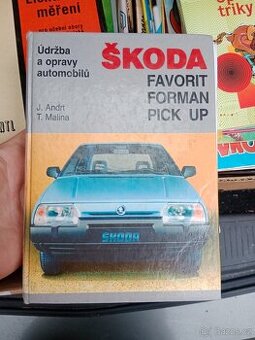 měření
triky
Údržba
a opravy
automobilů
ŠKODA
FAVORIT
FORMAN
PICK UP
J. Andrt
T. Malina
ŠKODA